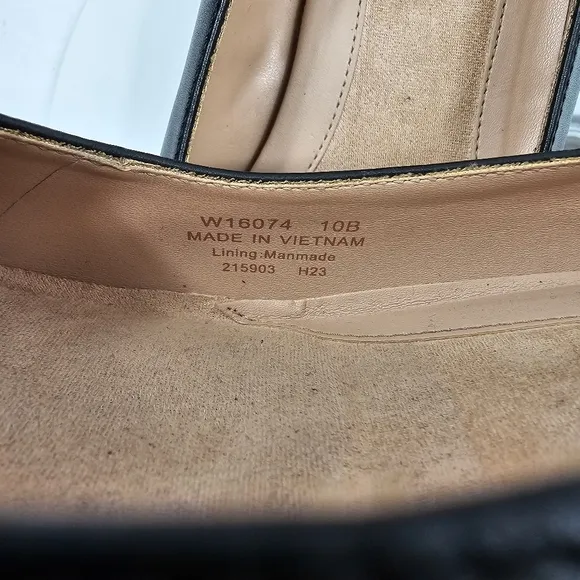 W16074 10B
MADE IN VIETNAM
Lining:Manmade
215903 H23